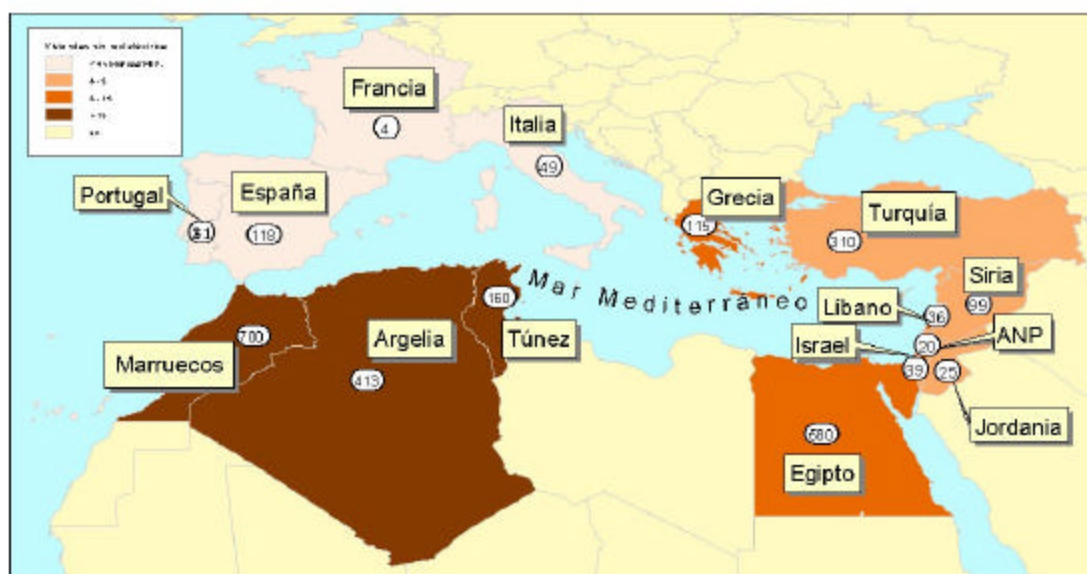 Francia
4
Italia
49
Portugal
España
118
Grecia
115
Turquía
310
Mar Mediterráneo
Siria
99
Líbano
36
ANP
20
Israel
39
25
Jordania
Marruecos
700
Argelia
413
160
Túnez
Egipto